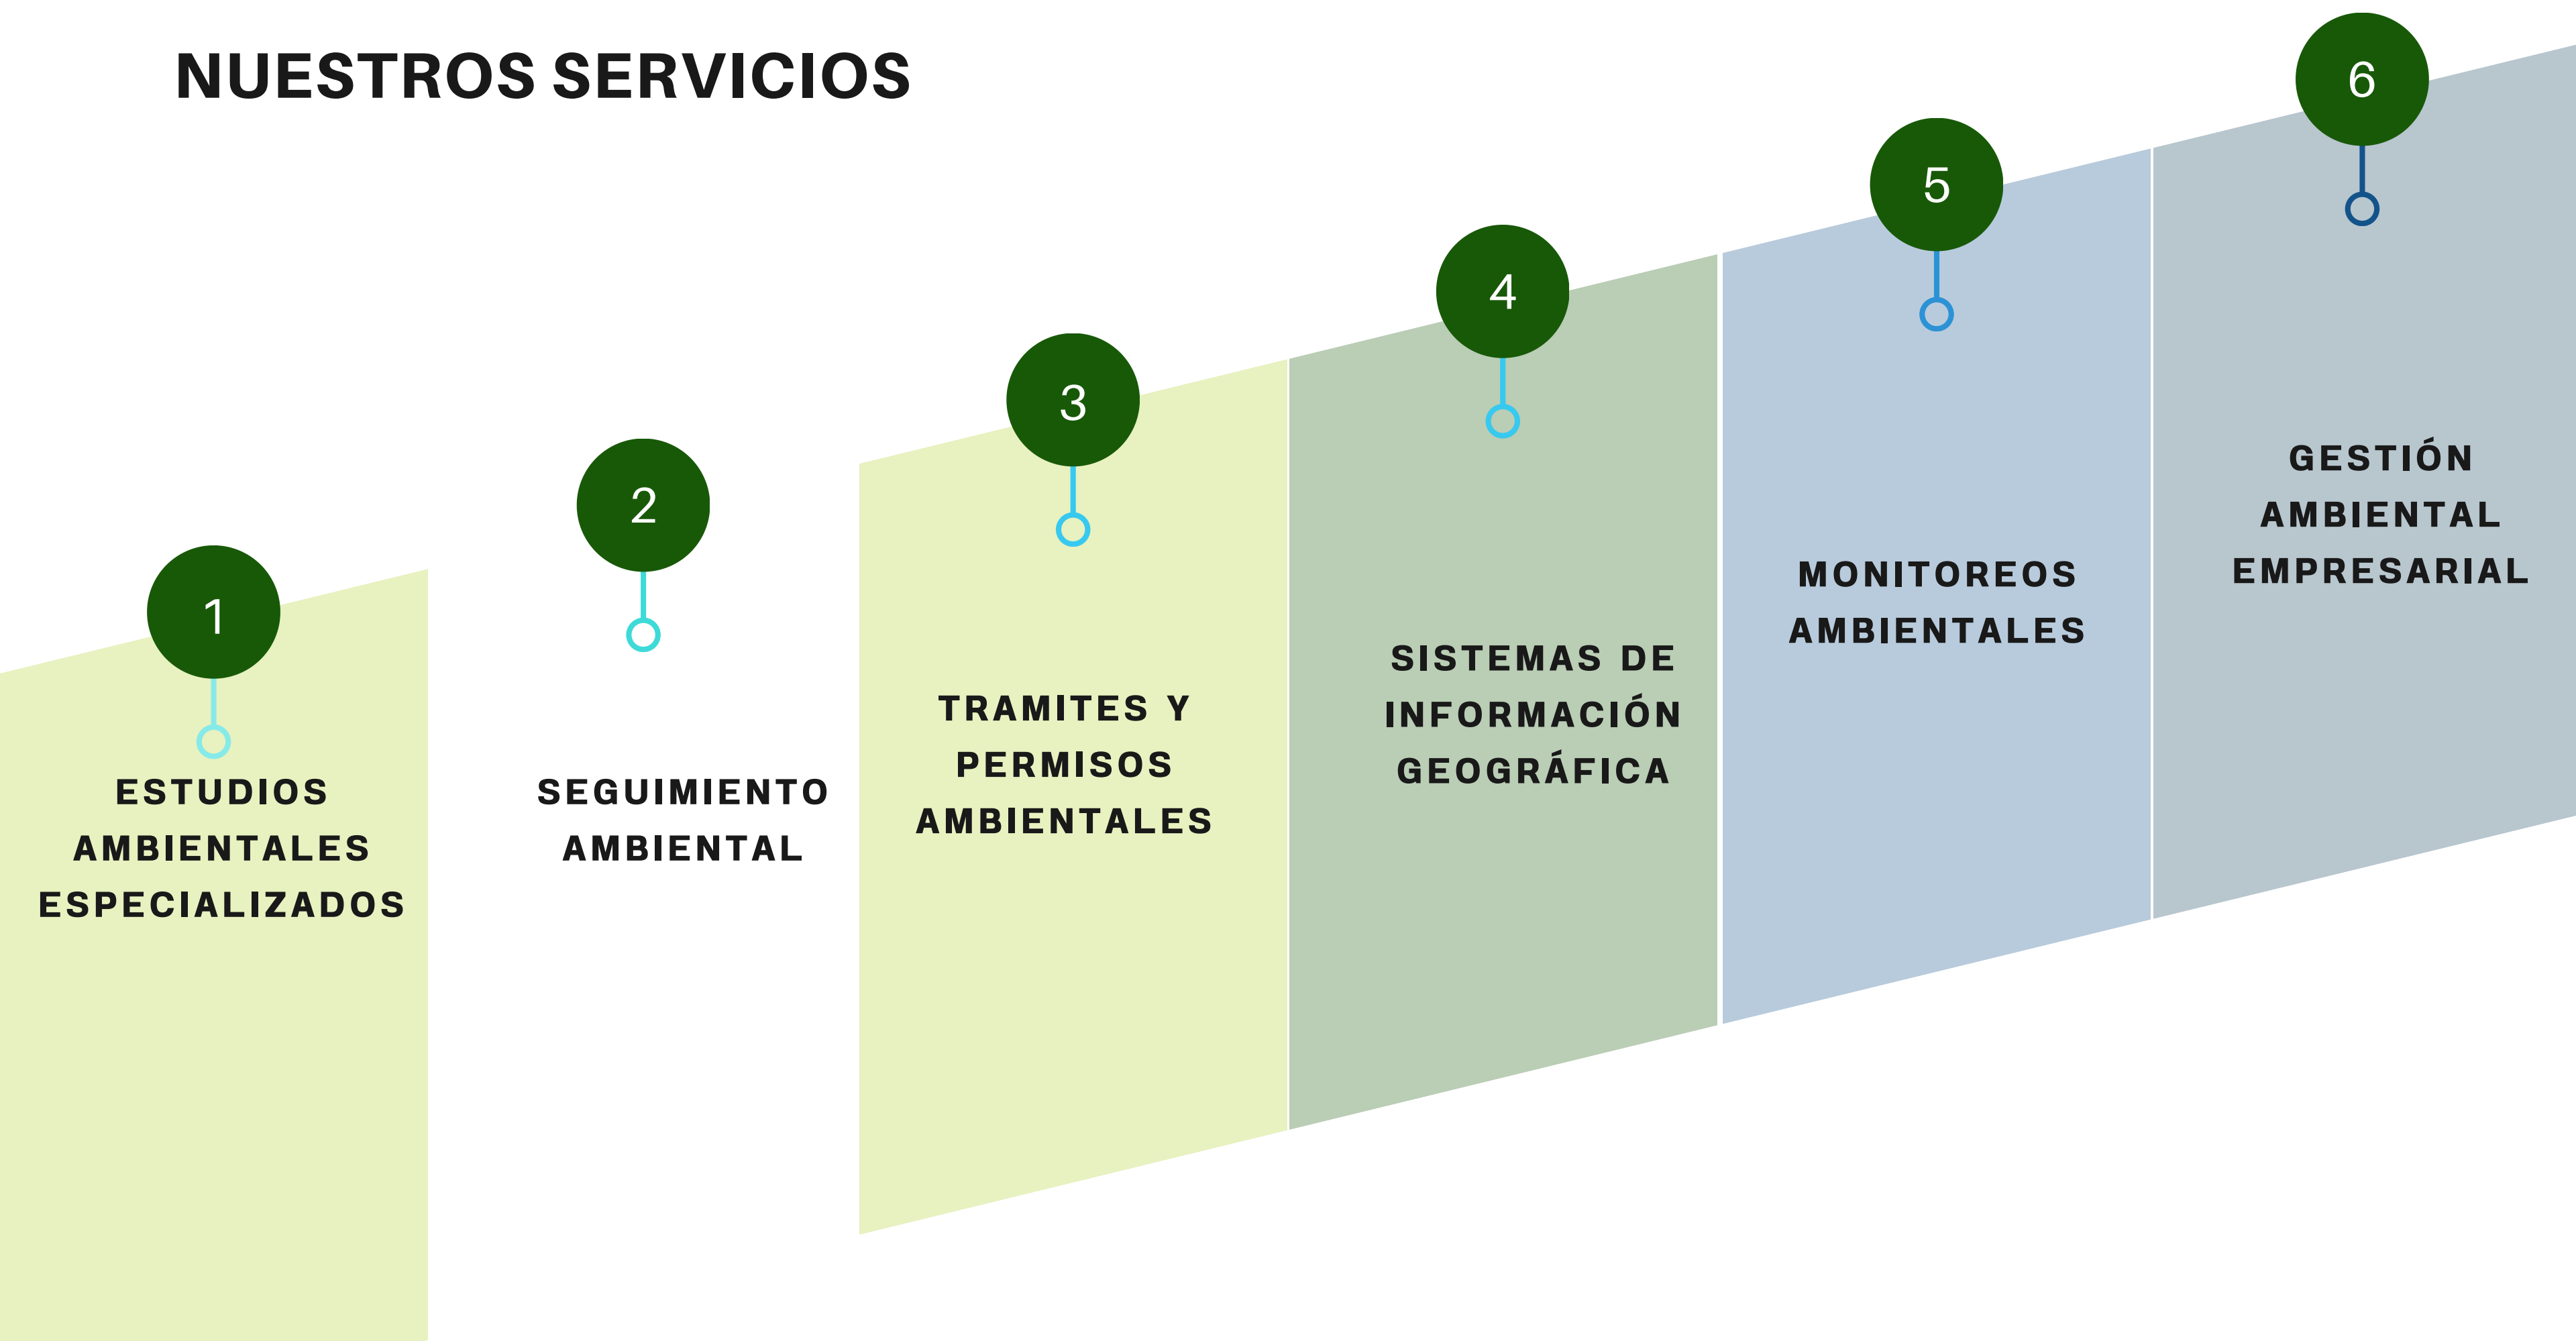 NUESTROS SERVICIOS
1
ESTUDIOS
AMBIENTALES
ESPECIALIZADOS
2
SEGUIMIENTO
AMBIENTAL
3
TRAMITES Y
PERMISOS
AMBIENTALES
4
SISTEMAS DE
INFORMACIÓN
GEOGRÁFICA
5
MONITOREOS
AMBIENTALES
6
GESTIÓN
AMBIENTAL
EMPRESARIAL